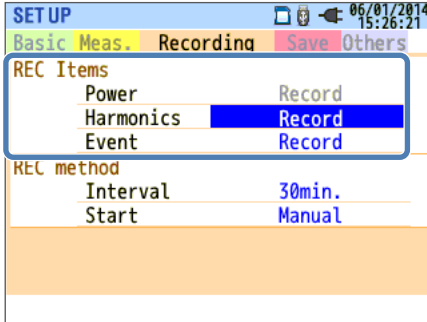 SET UP 06/01/2014
15:26:21
Basic Meas. Recording Save Others
REC Items
Power Record
Harmonics Record
Event Record
REC method
Interval 30min.
Start Manual